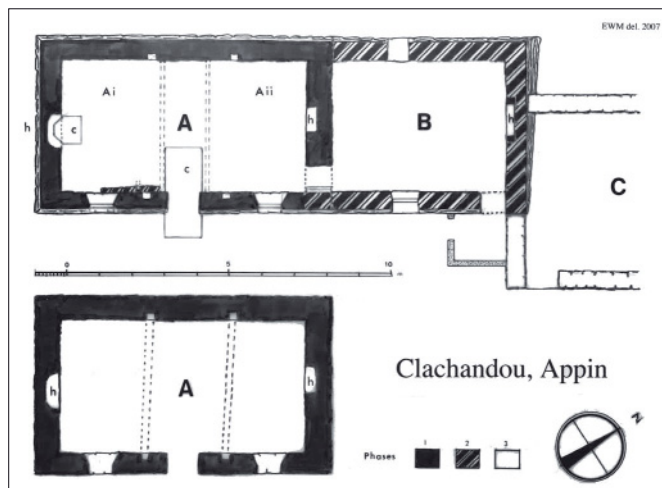 EWM del. 2007
Ai
A
Aii
B
C
h
c
h
h
c
0
5
10
m
A
h
h
Clachandou, Appin
N
1 2 3
Phases